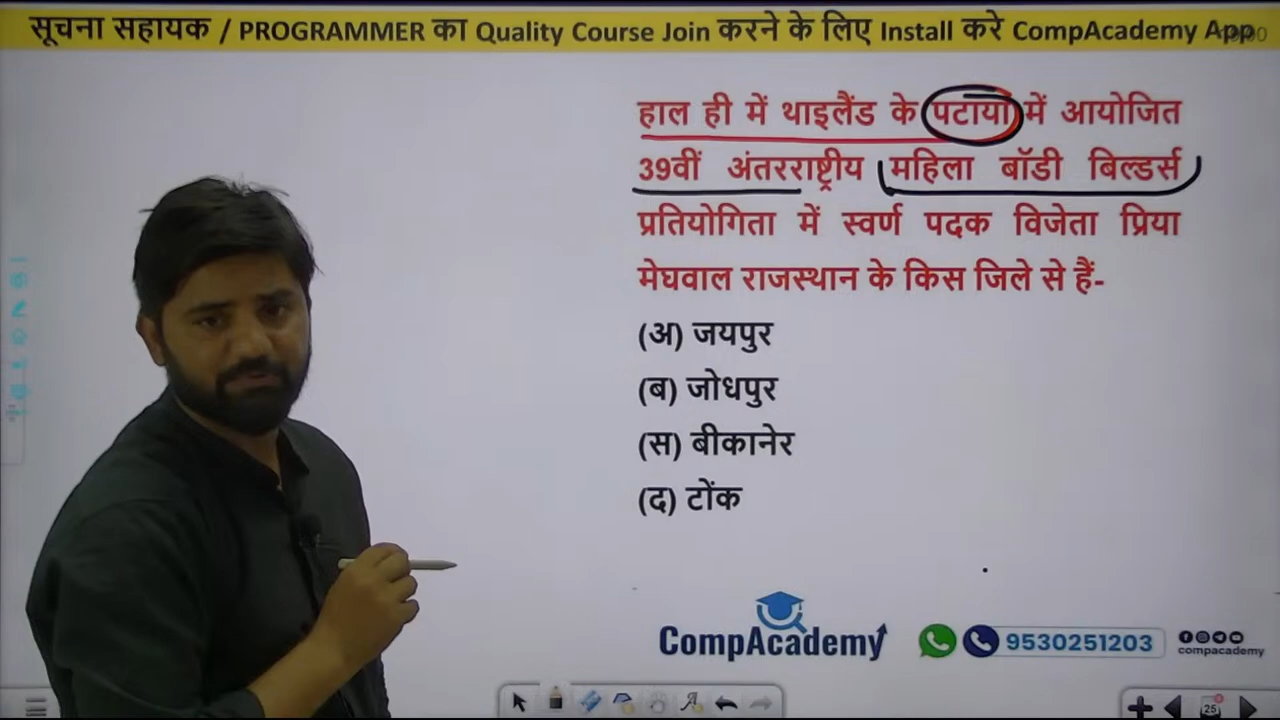 सूचना सहायक / PROGRAMMER का Quality Course Join करने के लिए Install करे CompAcademy App
हाल ही में थाइलैंड के पटाया में आयोजित
39वीं अंतरराष्ट्रीय महिला बॉडी बिल्डर्स
प्रतियोगिता में स्वर्ण पदक विजेता प्रिया
मेघवाल राजस्थान के किस जिले से हैं-
(अ) जयपुर
(ब) जोधपुर
(स) बीकानेर
(द) टोंक
CompAcademy
9530251203
compacademy
25